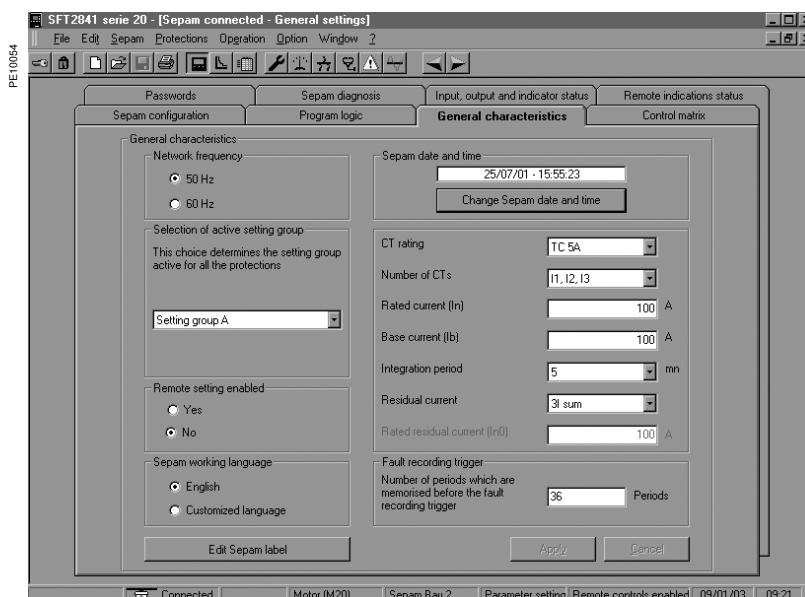 PE10054
SFT2841 serie 20 - [Sepam connected - General settings]
File Edit Sepam Protections Operation Option Window ?
Passwords Sepam diagnosis Input, output and indicator status Remote indications status
Sepam configuration Program logic General characteristics Control matrix
General characteristics
Network frequency
50 Hz
60 Hz
Sepam date and time
25/07/01 - 15:55:23
Change Sepam date and time
Selection of active setting group
This choice determines the setting group
active for all the protections
Setting group A
CT rating TC 5A
Number of CTs I1, I2, I3
Rated current (In) 100 A
Base current (Ib) 100 A
Integration period 5 mn
Residual current 3I sum
Rated residual current (In0) 100 A
Remote setting enabled
Yes
No
Sepam working language
English
Customized language
Fault recording trigger
Number of periods which are
memorised before the fault
recording trigger
36 Periods
Edit Sepam label Apply Cancel
Connected Motor (M20) Sepam Bau 2 Parameter setting Remote controls enabled 09/01/03 09:21